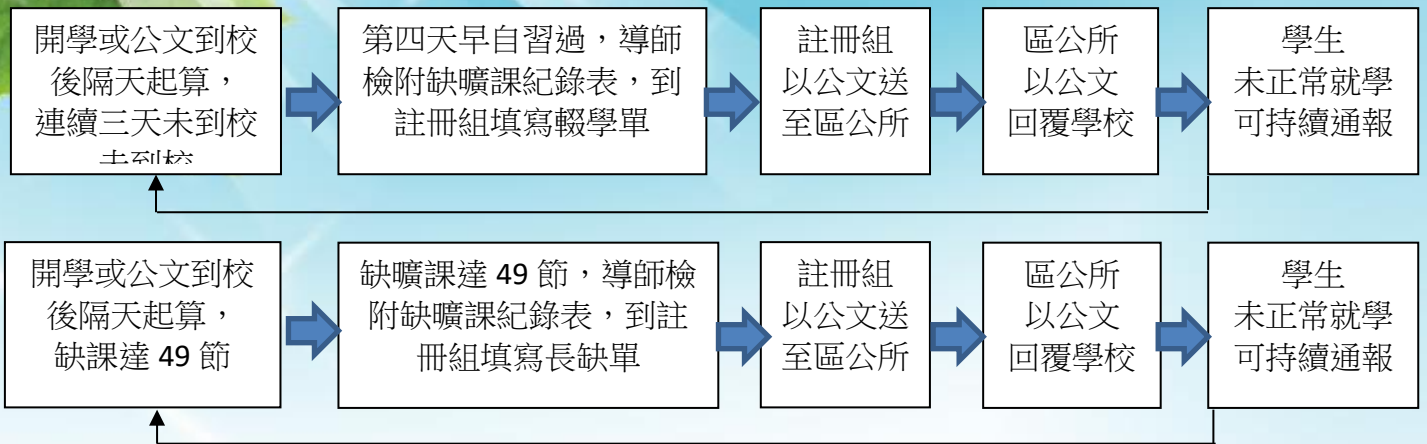 開學或公文到校
後隔天起算，
連續三天未到校
未到校
第四天早自習過，導師
檢附缺曠課紀錄表，到
註冊組填寫輟學單
註冊組
以公文送
至區公所
區公所
以公文
回覆學校
學生
未正常就學
可持續通報
開學或公文到校
後隔天起算，
缺課達 49 節
缺曠課達 49 節，導師檢
附缺曠課紀錄表，到註
冊組填寫長缺單
註冊組
以公文送
至區公所
區公所
以公文
回覆學校
學生
未正常就學
可持續通報